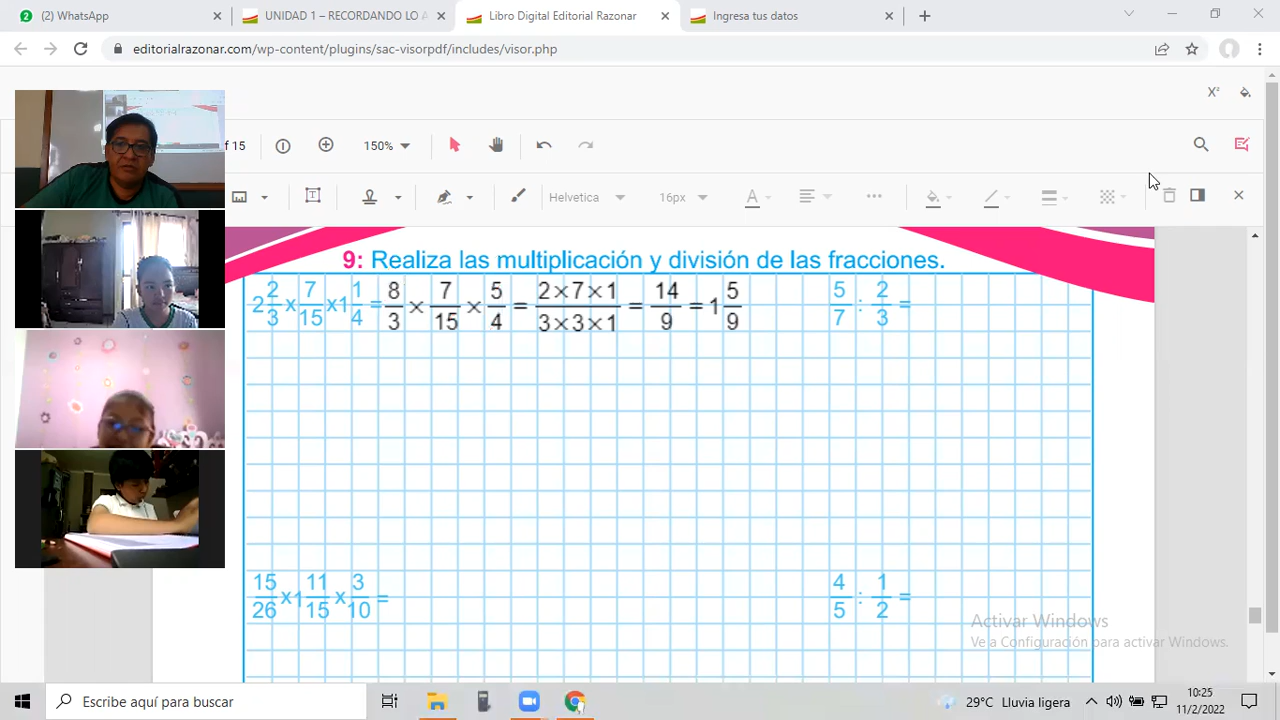 (2) WhatsApp
UNIDAD 1 – RECORDANDO LO A
Libro Digital Editorial Razonar
Ingresa tus datos
editorialrazonar.com/wp-content/plugins/sac-visorpdf/includes/visor.php
X²
of 15
150%
T
Helvetica
16px
A
9: Realiza las multiplicación y división de las fracciones.
2 2/3 x 7/15 x 1 1/4 = 8/3 × 7/15 × 5/4 = 2×7×1/3×3×1 = 14/9 = 1 5/9
5/7 : 2/3 =
15/26 x 1 11/15 x 3/10 =
4/5 : 1/2 =
Activar Windows
Ve a Configuración para activar Windows.
Escribe aquí para buscar
29°C Lluvia ligera
10:25
11/2/2022